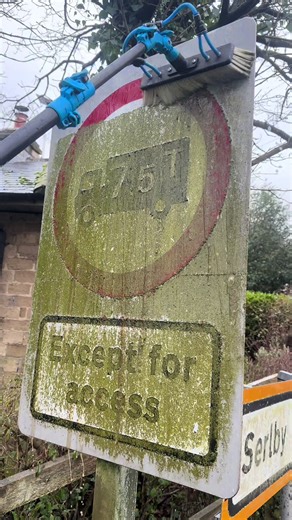 7.5T
Except for
access
Serlby